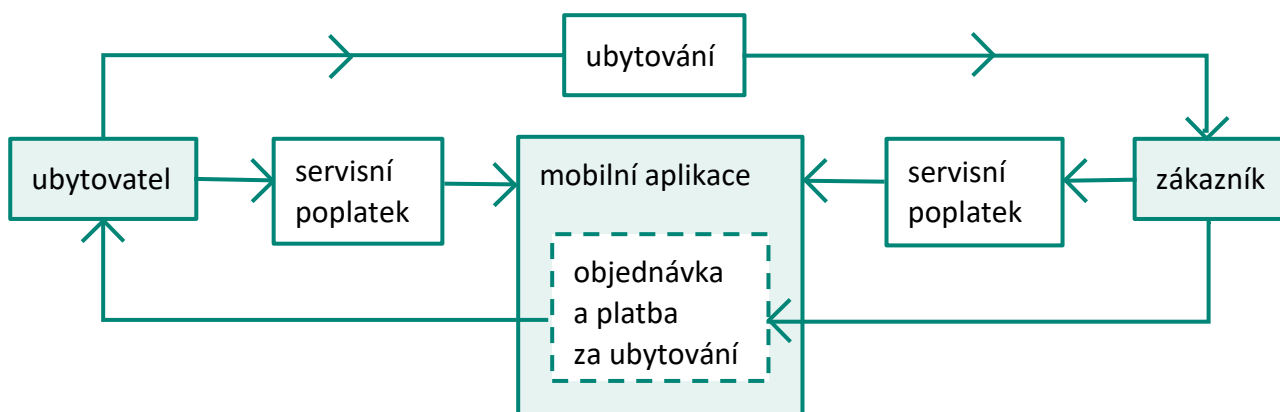 ubytování
ubytovatel
servisní
poplatek
mobilní aplikace
servisní
poplatek
zákazník
objednávka
a platba
za ubytování